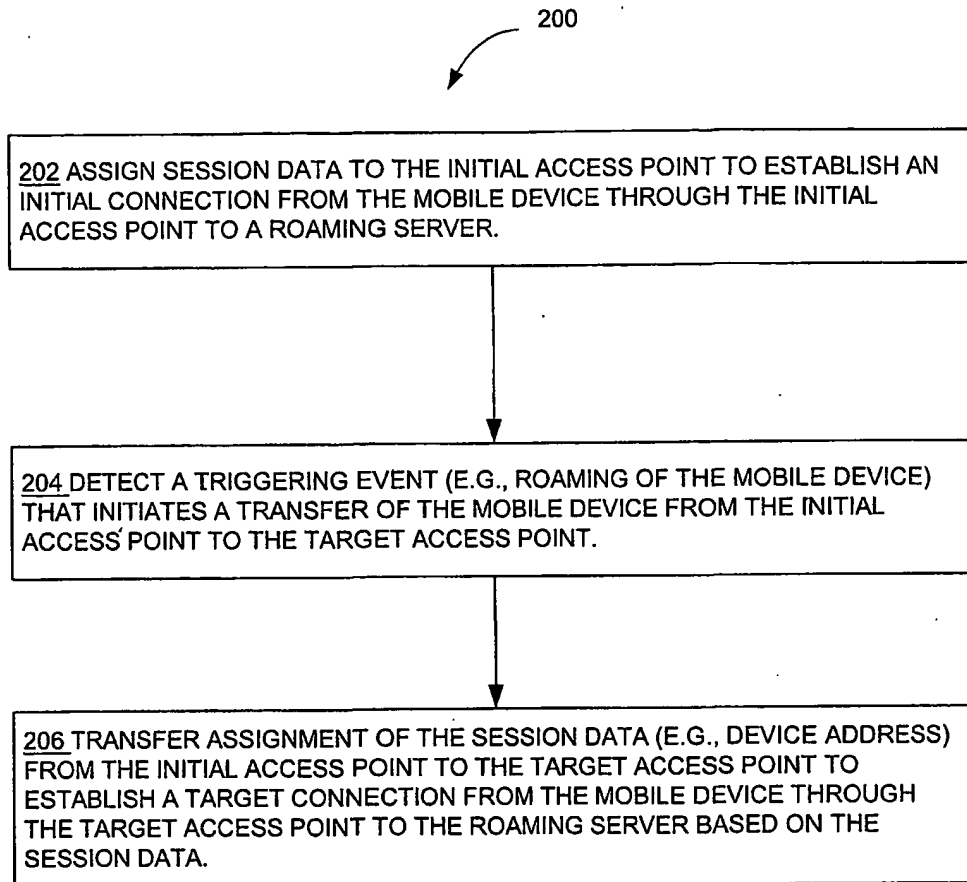 200
202 ASSIGN SESSION DATA TO THE INITIAL ACCESS POINT TO ESTABLISH AN
INITIAL CONNECTION FROM THE MOBILE DEVICE THROUGH THE INITIAL
ACCESS POINT TO A ROAMING SERVER.
204 DETECT A TRIGGERING EVENT (E.G., ROAMING OF THE MOBILE DEVICE)
THAT INITIATES A TRANSFER OF THE MOBILE DEVICE FROM THE INITIAL
ACCESS POINT TO THE TARGET ACCESS POINT.
206 TRANSFER ASSIGNMENT OF THE SESSION DATA (E.G., DEVICE ADDRESS)
FROM THE INITIAL ACCESS POINT TO THE TARGET ACCESS POINT TO
ESTABLISH A TARGET CONNECTION FROM THE MOBILE DEVICE THROUGH
THE TARGET ACCESS POINT TO THE ROAMING SERVER BASED ON THE
SESSION DATA.